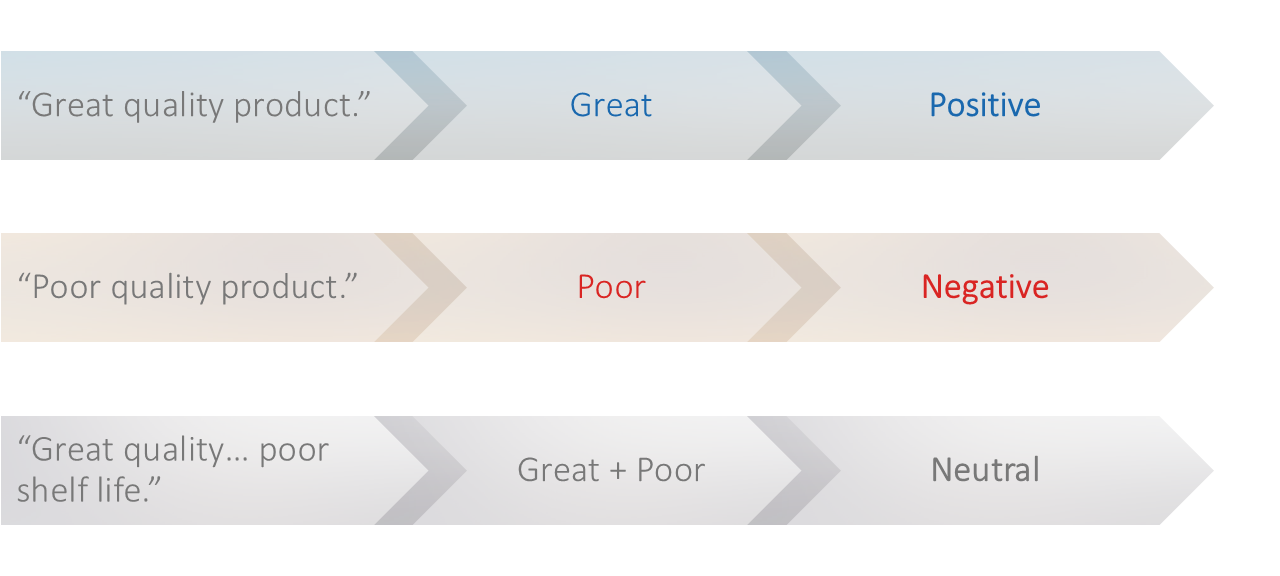 “Great quality product.”
Great
Positive
“Poor quality product.”
Poor
Negative
“Great quality... poor
shelf life.”
Great + Poor
Neutral